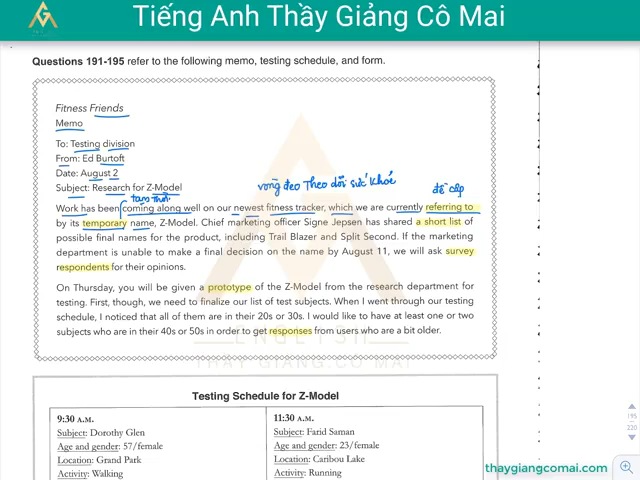 Tiếng Anh Thầy Giảng Cô Mai
Questions 191-195 refer to the following memo, testing schedule, and form.
Fitness Friends
Memo
To: Testing division
From: Ed Burtoft
Date: August 2
Subject: Research for Z-Model
vòng đeo theo dõi sức khỏe
đề cập
tạm thời
Work has been coming along well on our newest fitness tracker, which we are currently referring to
by its temporary name, Z-Model. Chief marketing officer Signe Jepsen has shared a short list of
possible final names for the product, including Trail Blazer and Split Second. If the marketing
department is unable to make a final decision on the name by August 11, we will ask survey
respondents for their opinions.
On Thursday, you will be given a prototype of the Z-Model from the research department for
testing. First, though, we need to finalize our list of test subjects. When I went through our testing
schedule, I noticed that all of them are in their 20s or 30s. I would like to have at least one or two
subjects who are in their 40s or 50s in order to get responses from users who are a bit older.
ENGLISH
THAY GIANG.CO MAI
Testing Schedule for Z-Model
9:30 A.M.
Subject: Dorothy Glen
Age and gender: 57/female
Location: Grand Park
Activity: Walking
11:30 A.M.
Subject: Farid Saman
Age and gender: 23/female
Location: Caribou Lake
Activity: Running
195
220
thaygiangcomai.com